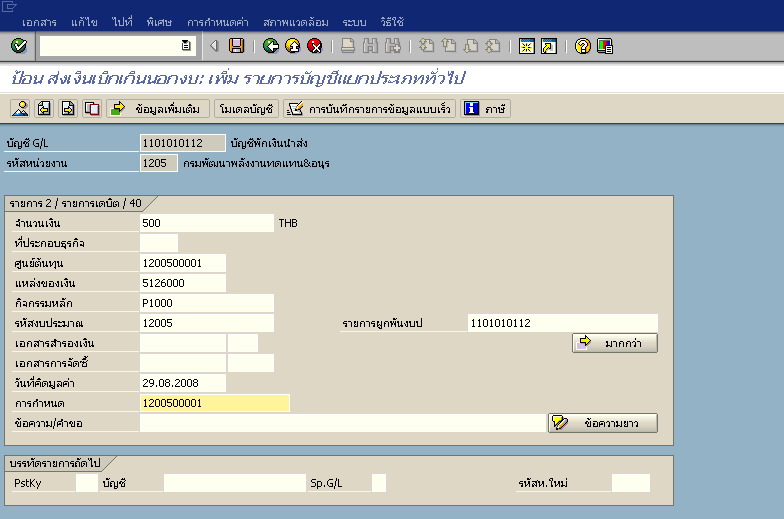 เอกสาร แก้ไข ไปที่ พิเศษ การกำหนดค่า สภาพแวดล้อม ระบบ วิธีใช้
ป้อน ส่งเงินเบิกเกินนอกงบ: เพิ่ม รายการบัญชีแยกประเภททั่วไป
ข้อมูลเพิ่มเติม โมเดลบัญชี การบันทึกรายการข้อมูลแบบเร็ว ภาษี
บัญชี G/L 1101010112 บัญชีพักเงินนำส่ง
รหัสหน่วยงาน 1205 กรมพัฒนาพลังงานทดแทน&อนุร
รายการ 2 / รายการเดบิต / 40
จำนวนเงิน 500 THB
ที่ประกอบธุรกิจ
ศูนย์ต้นทุน 1200500001
แหล่งของเงิน 5126000
กิจกรรมหลัก P1000
รหัสงบประมาณ 12005 รายการผูกพันงบป 1101010112
เอกสารสำรองเงิน มากกว่า
เอกสารการจัดซื้
วันที่คิดมูลค่า 29.08.2008
การกำหนด 1200500001
ข้อความ/คำขอ ข้อความยาว
บรรทัดรายการถัดไป
PstKy บัญชี Sp.G/L รหัสห.ใหม่